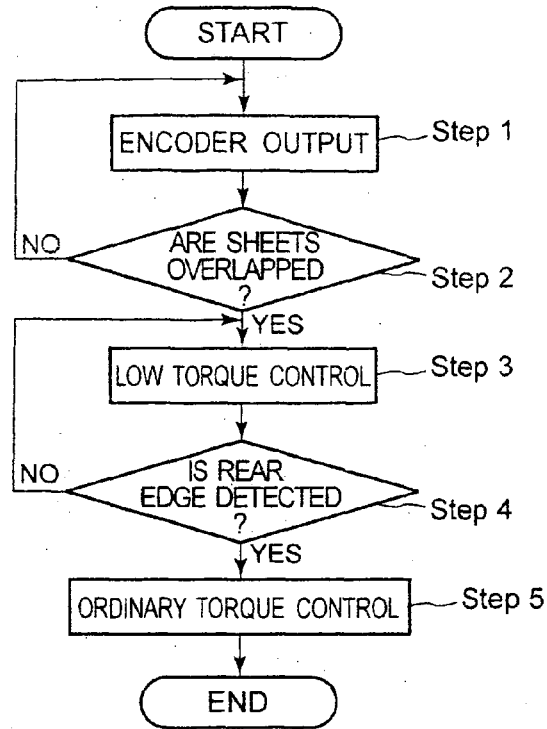 START
ENCODER OUTPUT
Step 1
ARE SHEETS
OVERLAPPED
?
NO
Step 2
YES
LOW TORQUE CONTROL
Step 3
IS REAR
EDGE DETECTED
?
NO
Step 4
YES
ORDINARY TORQUE CONTROL
Step 5
END